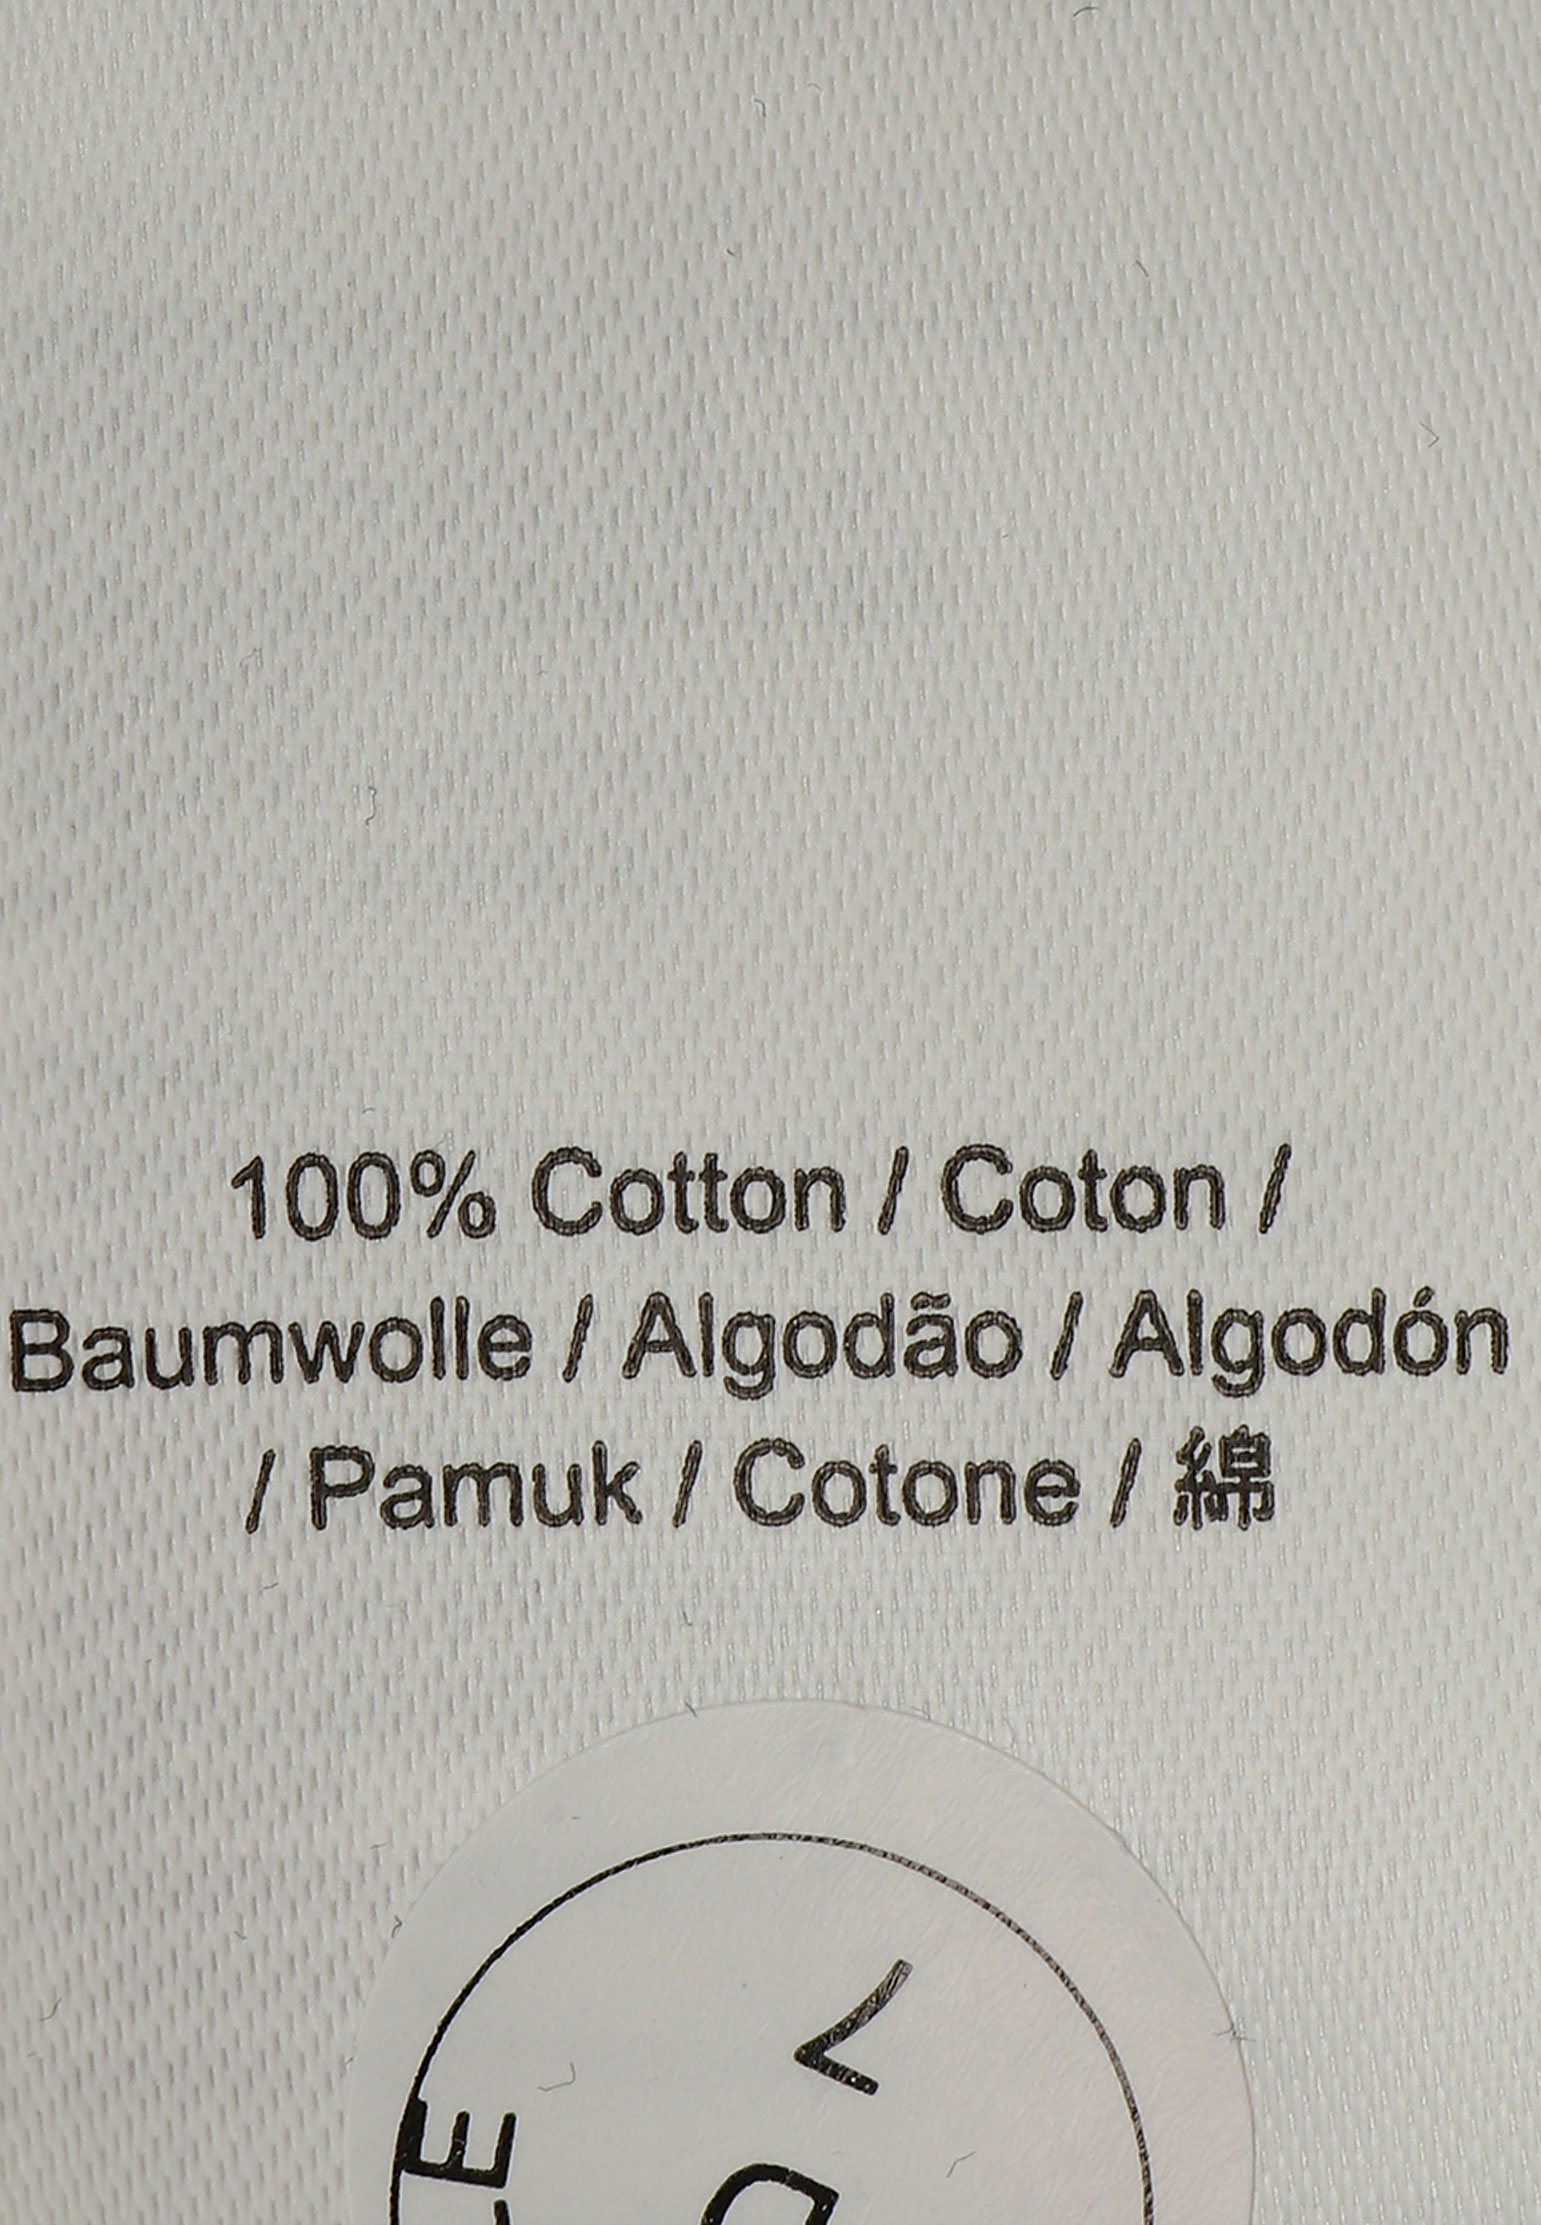 100% Cotton / Coton /
Baumwolle / Algodão / Algodón
/ Pamuk / Cotone / 綿